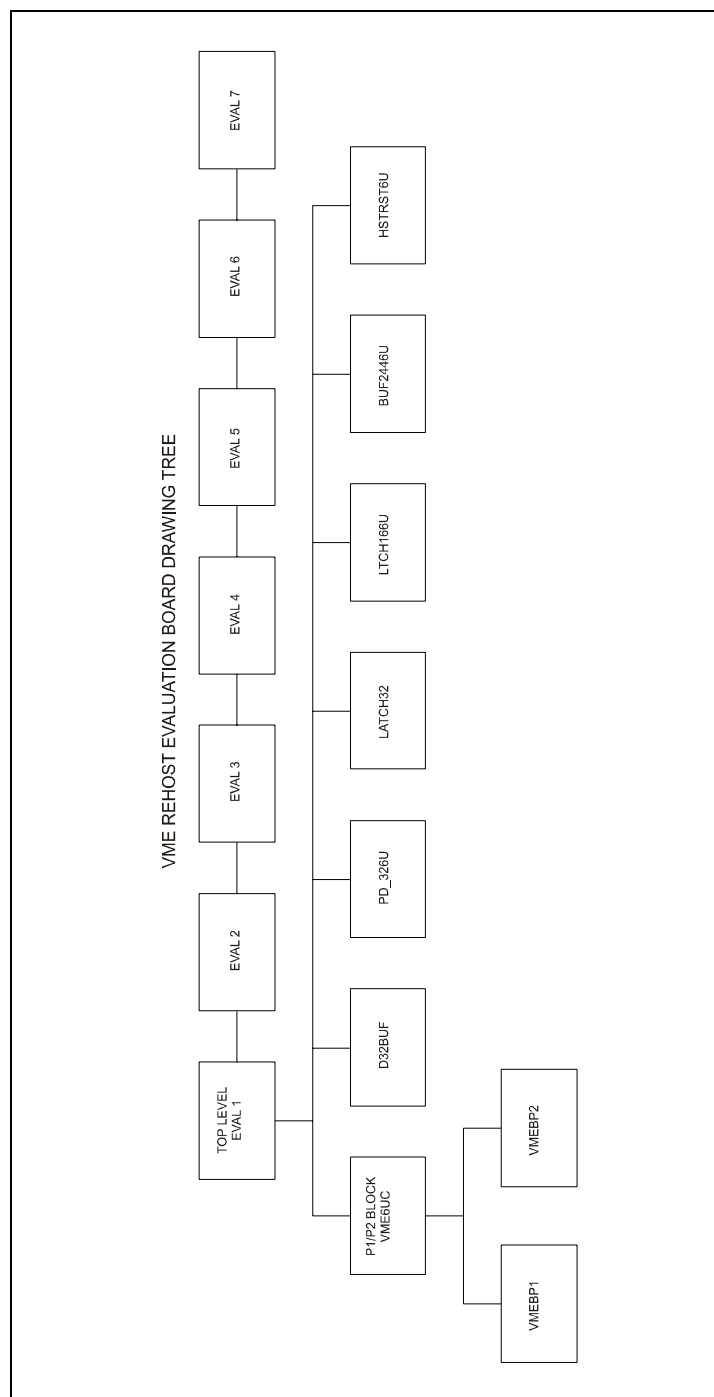 VME REHOST EVALUATION BOARD DRAWING TREE
TOP LEVEL
EVAL 1
EVAL 2
EVAL 3
EVAL 4
EVAL 5
EVAL 6
EVAL 7
P1/P2 BLOCK
VME6UC
D32BUF
PD_326U
LATCH32
LTCH166U
BUF2446U
HSTRST6U
VMEBP1
VMEBP2